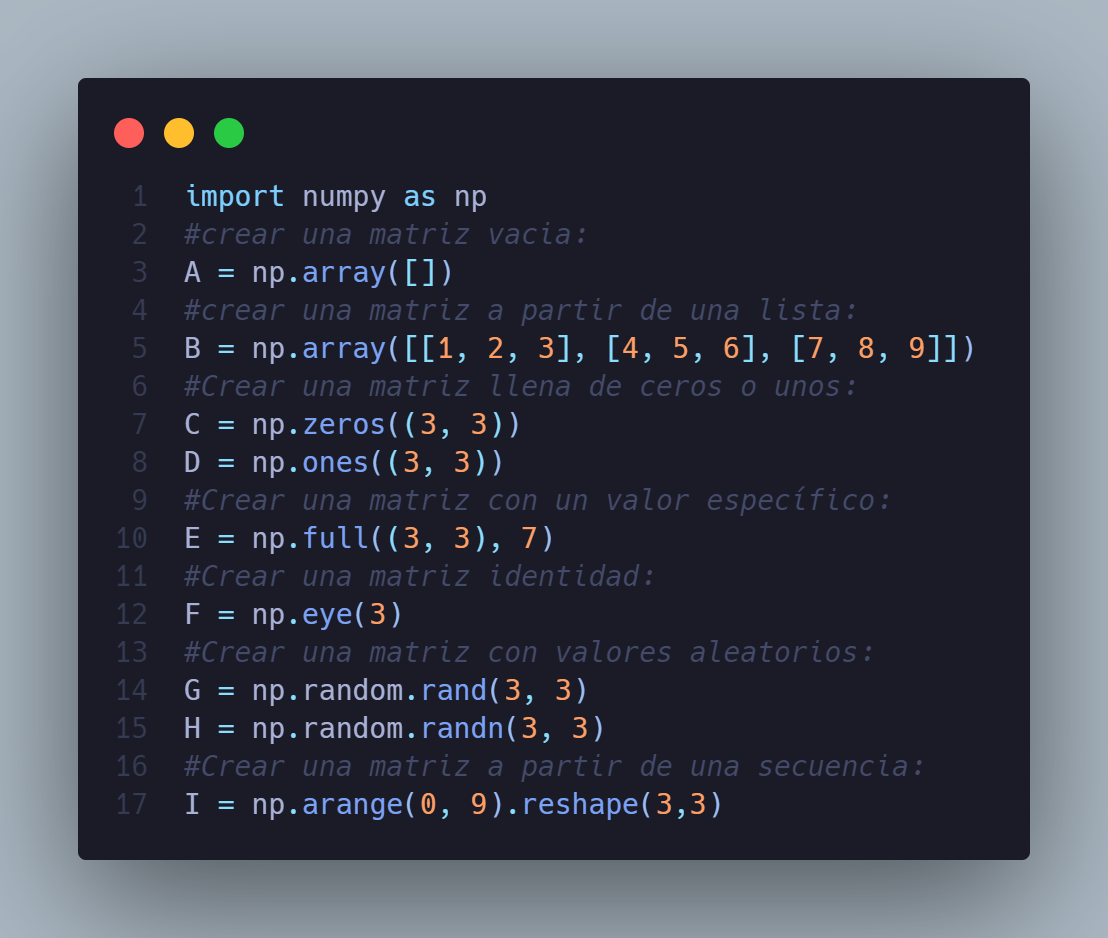 1 import numpy as np
2 #crear una matriz vacia:
3 A = np.array([])
4 #crear una matriz a partir de una lista:
5 B = np.array([[1, 2, 3], [4, 5, 6], [7, 8, 9]])
6 #Crear una matriz llena de ceros o unos:
7 C = np.zeros((3, 3))
8 D = np.ones((3, 3))
9 #Crear una matriz con un valor específico:
10 E = np.full((3, 3), 7)
11 #Crear una matriz identidad:
12 F = np.eye(3)
13 #Crear una matriz con valores aleatorios:
14 G = np.random.rand(3, 3)
15 H = np.random.randn(3, 3)
16 #Crear una matriz a partir de una secuencia:
17 I = np.arange(0, 9).reshape(3,3)